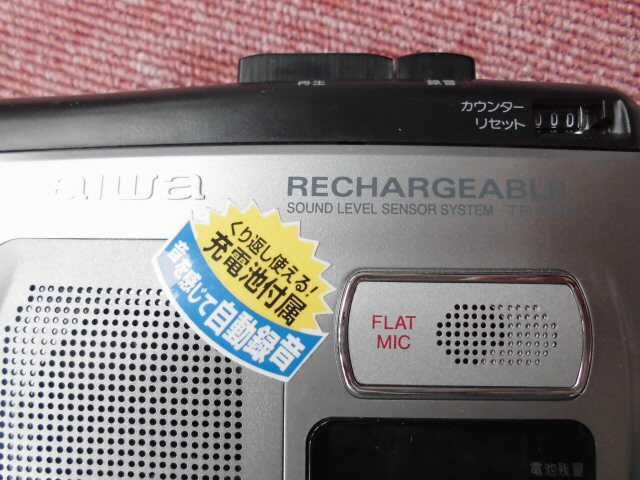 カウンター
リセット
000
aiwa
RECHARGEABLE
SOUND LEVEL SENSOR SYSTEM
くり返し使える!
充電池付属
音を感じて自動録音
FLAT
MIC
電池残量